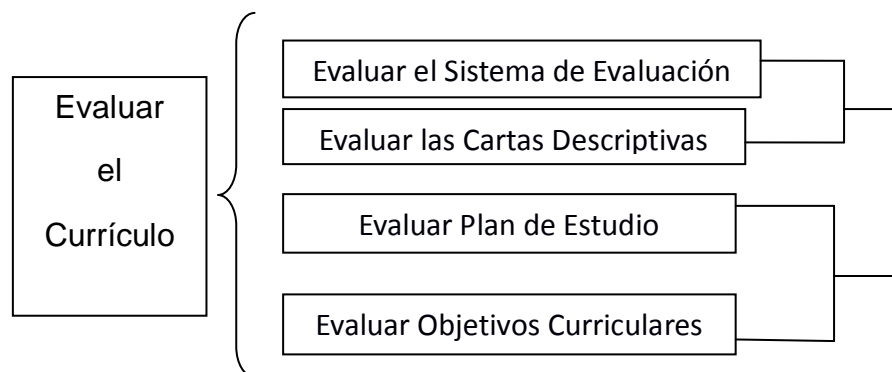 Evaluar
el
Currículo
Evaluar el Sistema de Evaluación
Evaluar las Cartas Descriptivas
Evaluar Plan de Estudio
Evaluar Objetivos Curriculares